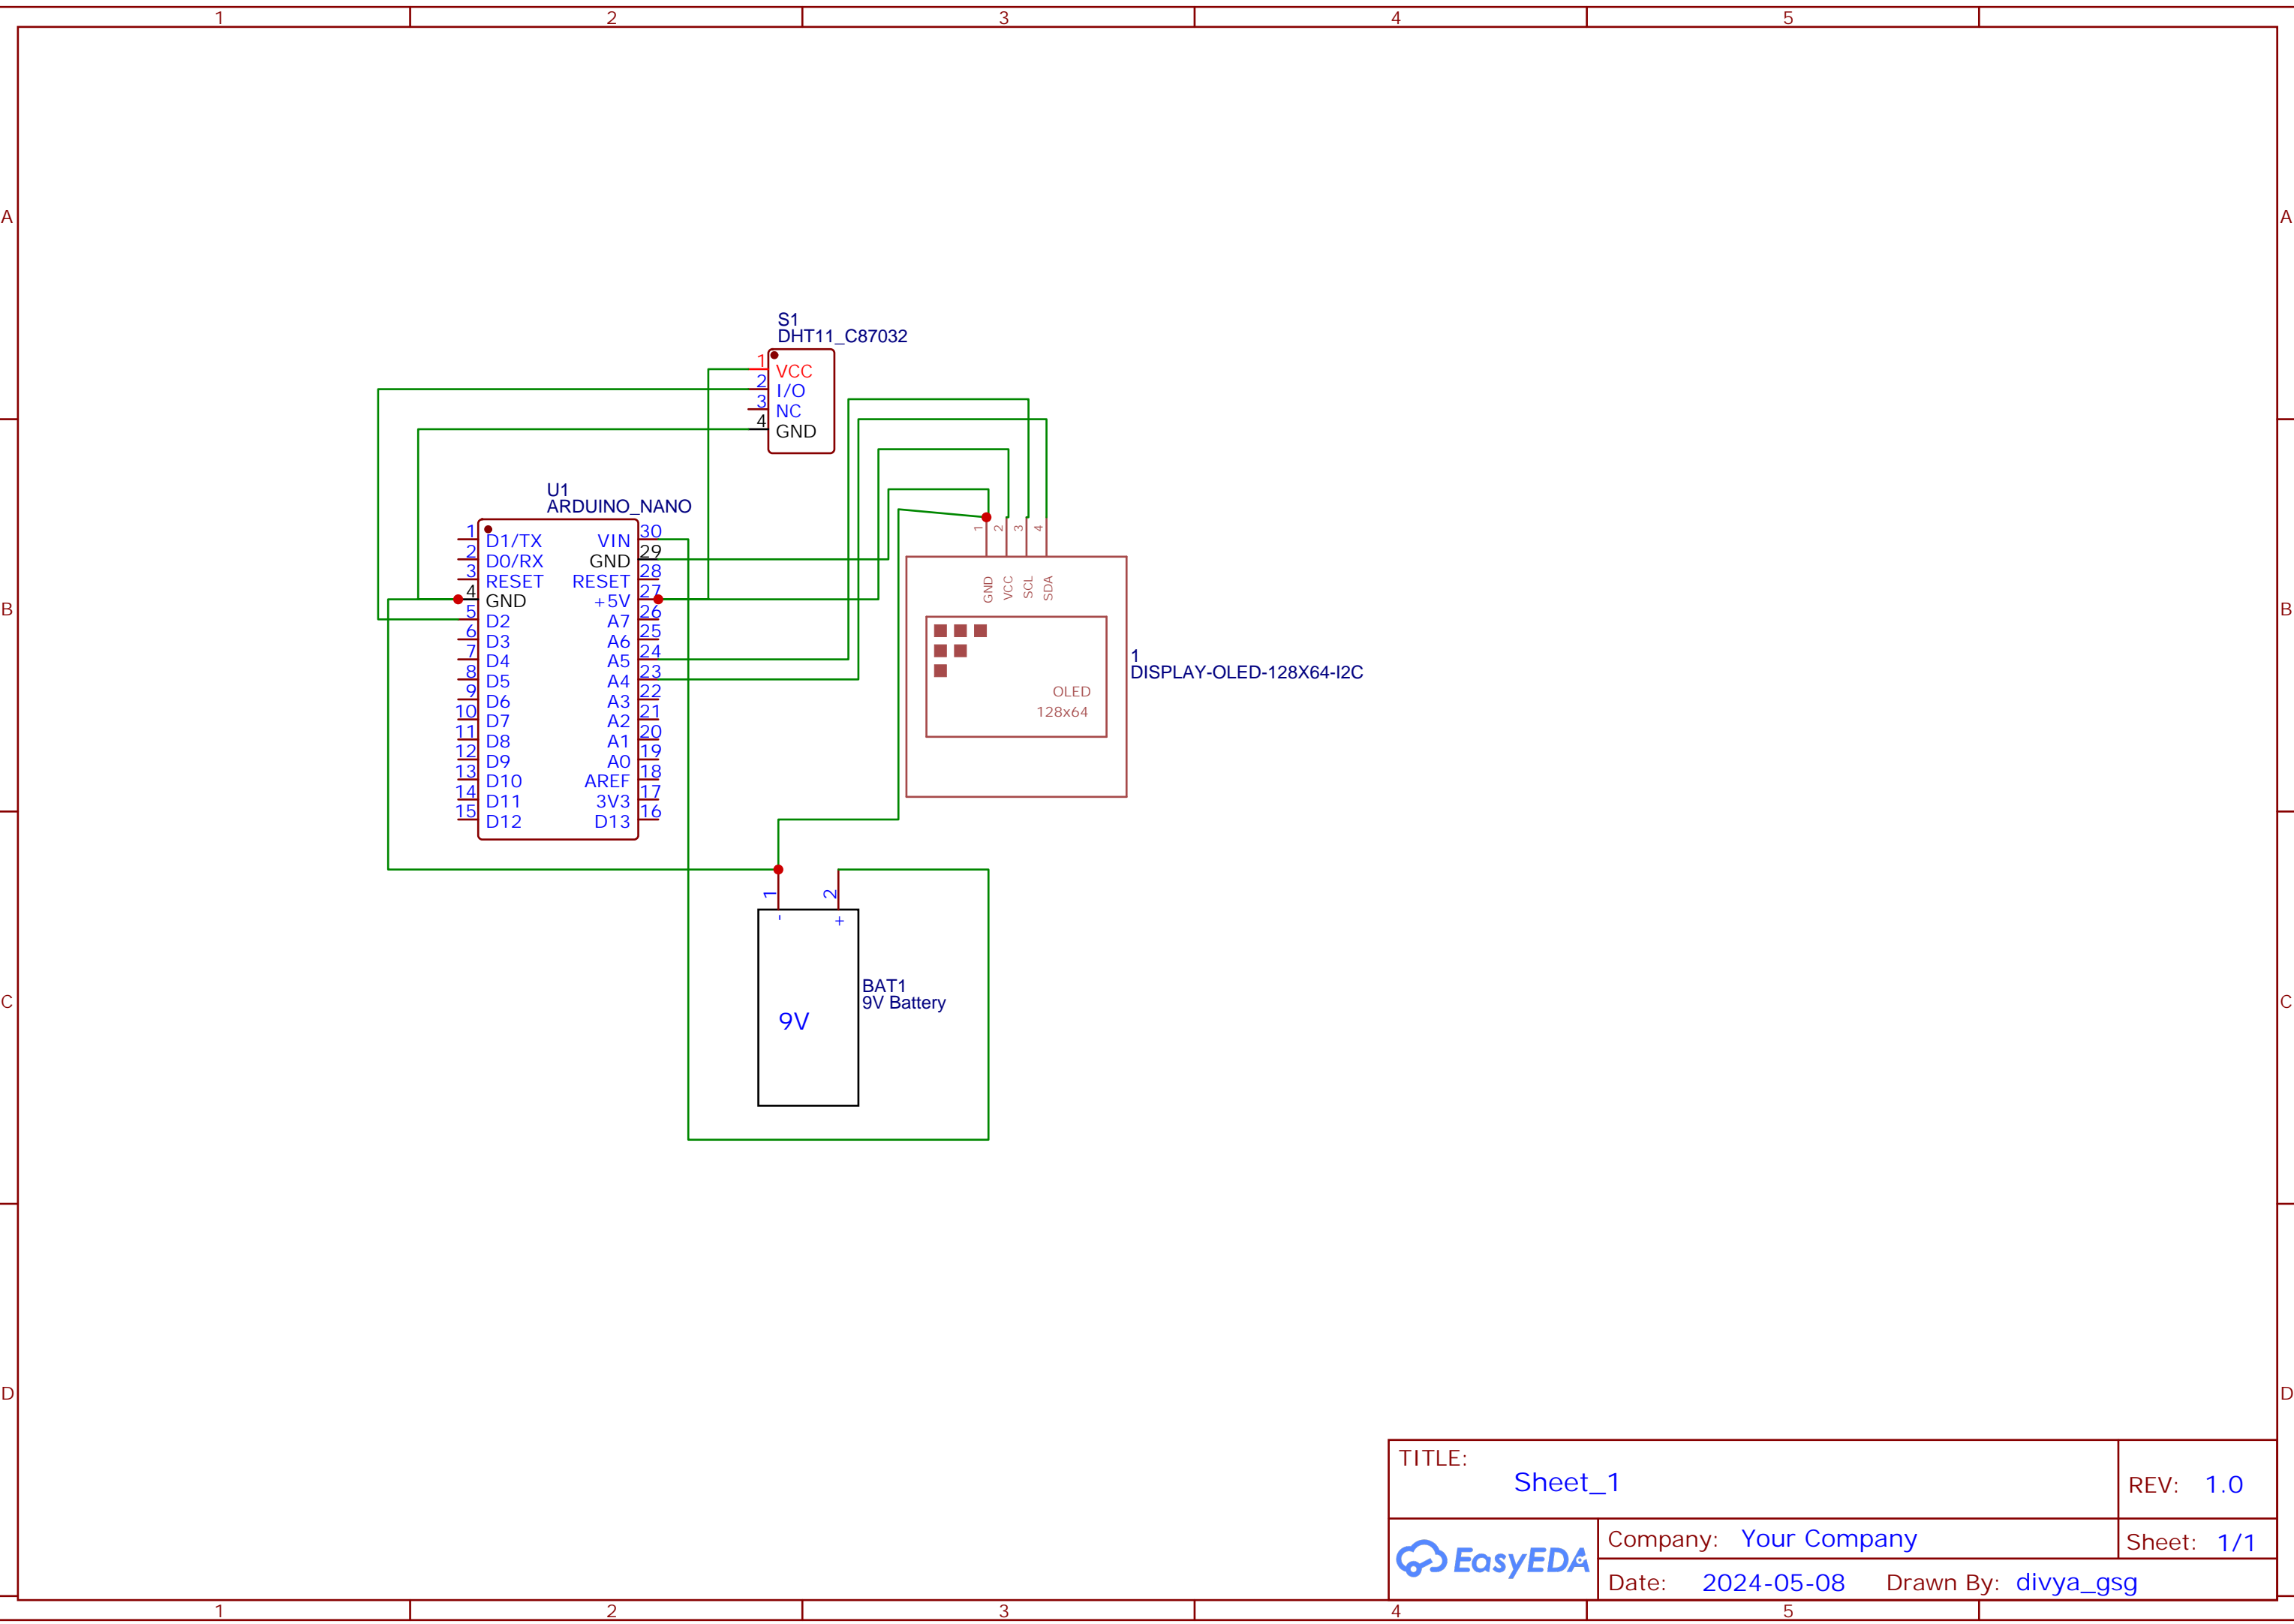 1 2 3 4 5
A A
S1
DHT11_C87032
1 VCC
2 I/O
3 NC
4 GND
U1
ARDUINO_NANO
1 D1/TX VIN 30
2 D0/RX GND 29
3 RESET RESET 28
4 GND +5V 27
5 D2 A7 26
6 D3 A6 25
7 D4 A5 24
8 D5 A4 23
9 D6 A3 22
10 D7 A2 21
11 D8 A1 20
12 D9 A0 19
13 D10 AREF 18
14 D11 3V3 17
15 D12 D13 16
1 2 3 4
GND VCC SCL SDA
B B
OLED
128x64
1
DISPLAY-OLED-128X64-I2C
1 2
- +
BAT1
9V Battery
9V
C C
D D
TITLE:
Sheet_1
REV: 1.0
EasyEDA
Company: Your Company
Sheet: 1/1
Date: 2024-05-08 Drawn By: divya_gsg
1 2 3 4 5